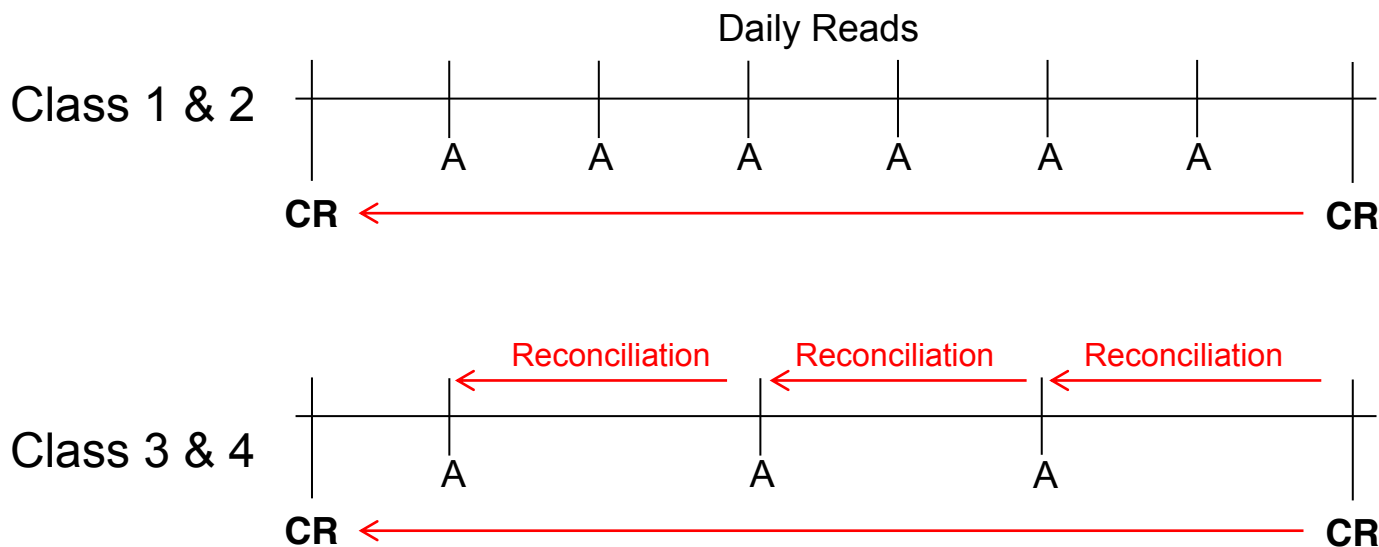 Daily Reads
Class 1 & 2
A A A A A A
CR CR
Reconciliation Reconciliation Reconciliation
Class 3 & 4
A A A
CR CR